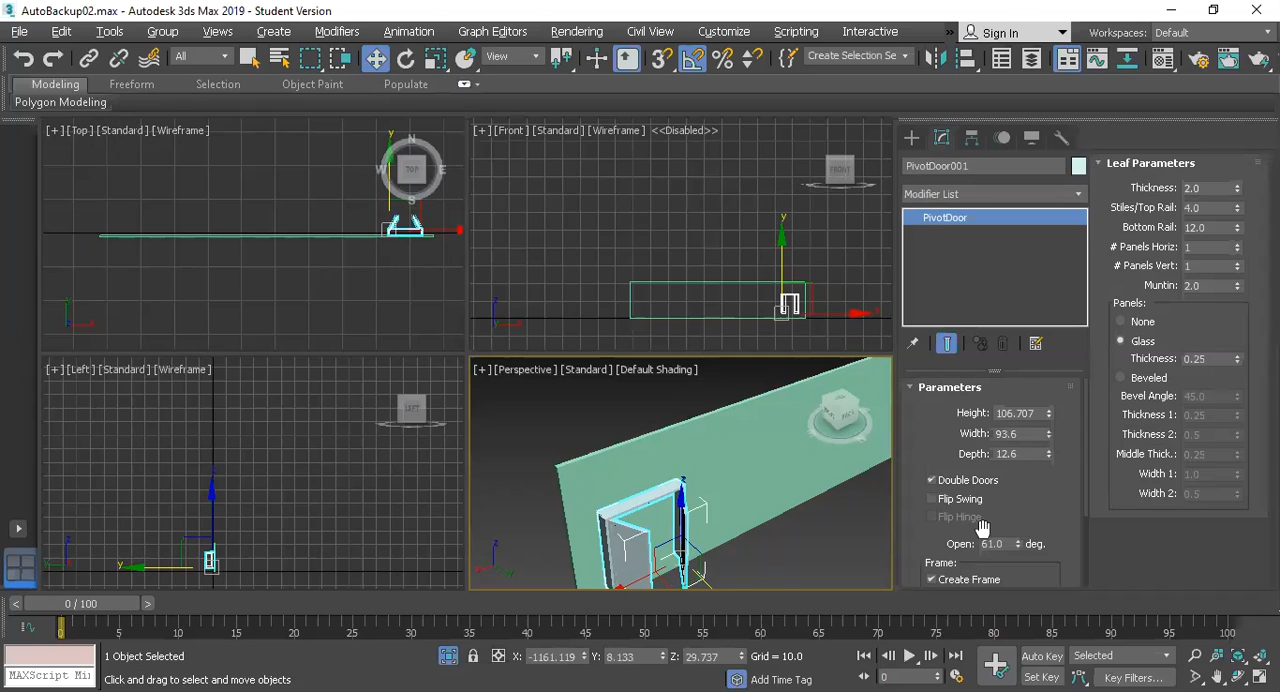 AutoBackup02.max - Autodesk 3ds Max 2019 - Student Version
File Edit Tools Group Views Create Modifiers Animation Graph Editors Rendering Civil View Customize Scripting Interactive » Sign In Workspaces: Default
All View Create Selection Se
Modeling Freeform Selection Object Paint Populate
Polygon Modeling
[+][Top][Standard][Wireframe]
N
W TOP E
S
y
[+][Front][Standard][Wireframe] <<Disabled>>
FRONT
y
z
x
[+][Left][Standard][Wireframe]
LEFT
z
y
[+][Perspective][Standard][Default Shading]
z
PivotDoor001
Modifier List
PivotDoor
Parameters
Height: 106.707
Width: 93.6
Depth: 12.6
Double Doors
Flip Swing
Flip Hinge
Open: 61.0 deg.
Frame:
Create Frame
Leaf Parameters
Thickness: 2.0
Stiles/Top Rail: 4.0
Bottom Rail: 12.0
# Panels Horiz: 1
# Panels Vert: 1
Muntin: 2.0
Panels:
None
Glass
Thickness: 0.25
Beveled
Bevel Angle: 45.0
Thickness 1: 0.25
Thickness 2: 0.5
Middle Thick.: 0.25
Width 1: 1.0
Width 2: 0.5
< 0 / 100 >
0 5 10 15 20 25 30 35 40 45 50 55 60 65 70 75 80 85 90 95 100
1 Object Selected X: -1161.119 Y: 8.133 Z: 29.737 Grid = 10.0 Auto Key Selected
MAXScript Mi Click and drag to select and move objects Add Time Tag 0 Set Key Key Filters...